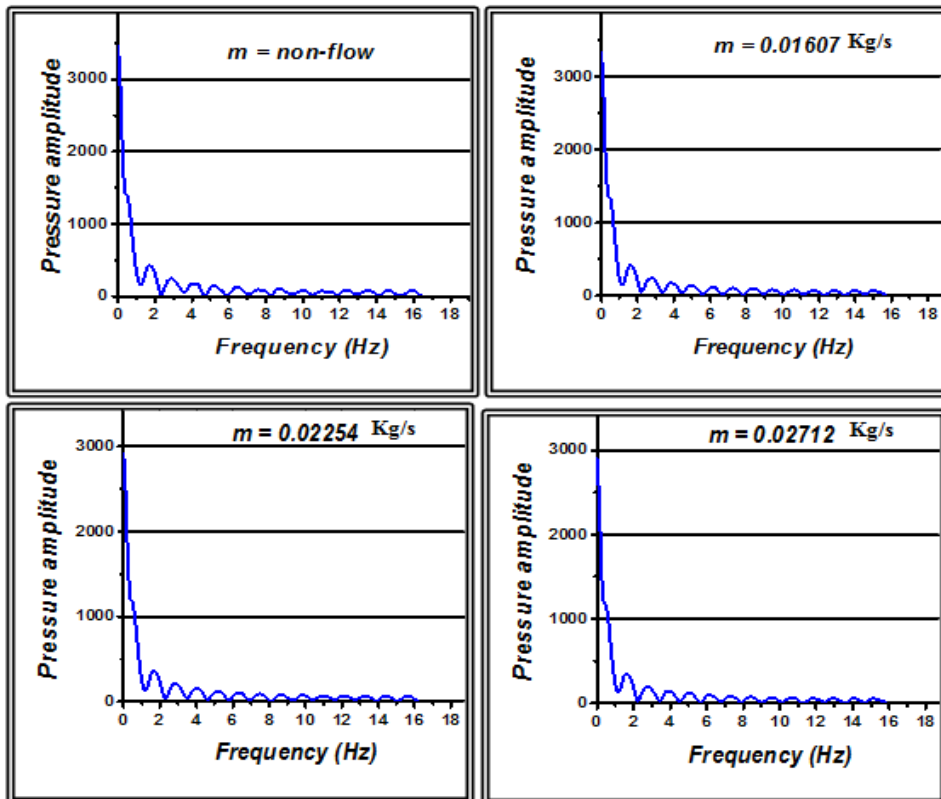 m = non-flow
Pressure amplitude
3000
2000
1000
0
0 2 4 6 8 10 12 14 16 18
Frequency (Hz)
m = 0.01607 Kg/s
Pressure amplitude
3000
2000
1000
0
0 2 4 6 8 10 12 14 16 18
Frequency (Hz)
m = 0.02254 Kg/s
Pressure amplitude
3000
2000
1000
0
0 2 4 6 8 10 12 14 16 18
Frequency (Hz)
m = 0.02712 Kg/s
Pressure amplitude
3000
2000
1000
0
0 2 4 6 8 10 12 14 16 18
Frequency (Hz)